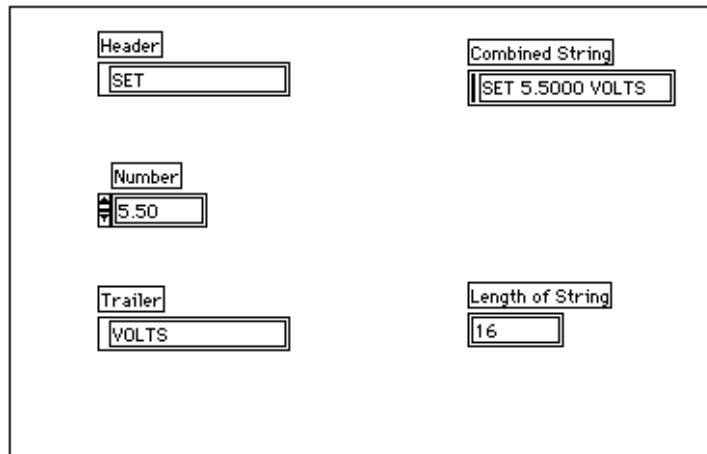 Header
SET
Combined String
SET 5.5000 VOLTS
Number
5.50
Trailer
VOLTS
Length of String
16